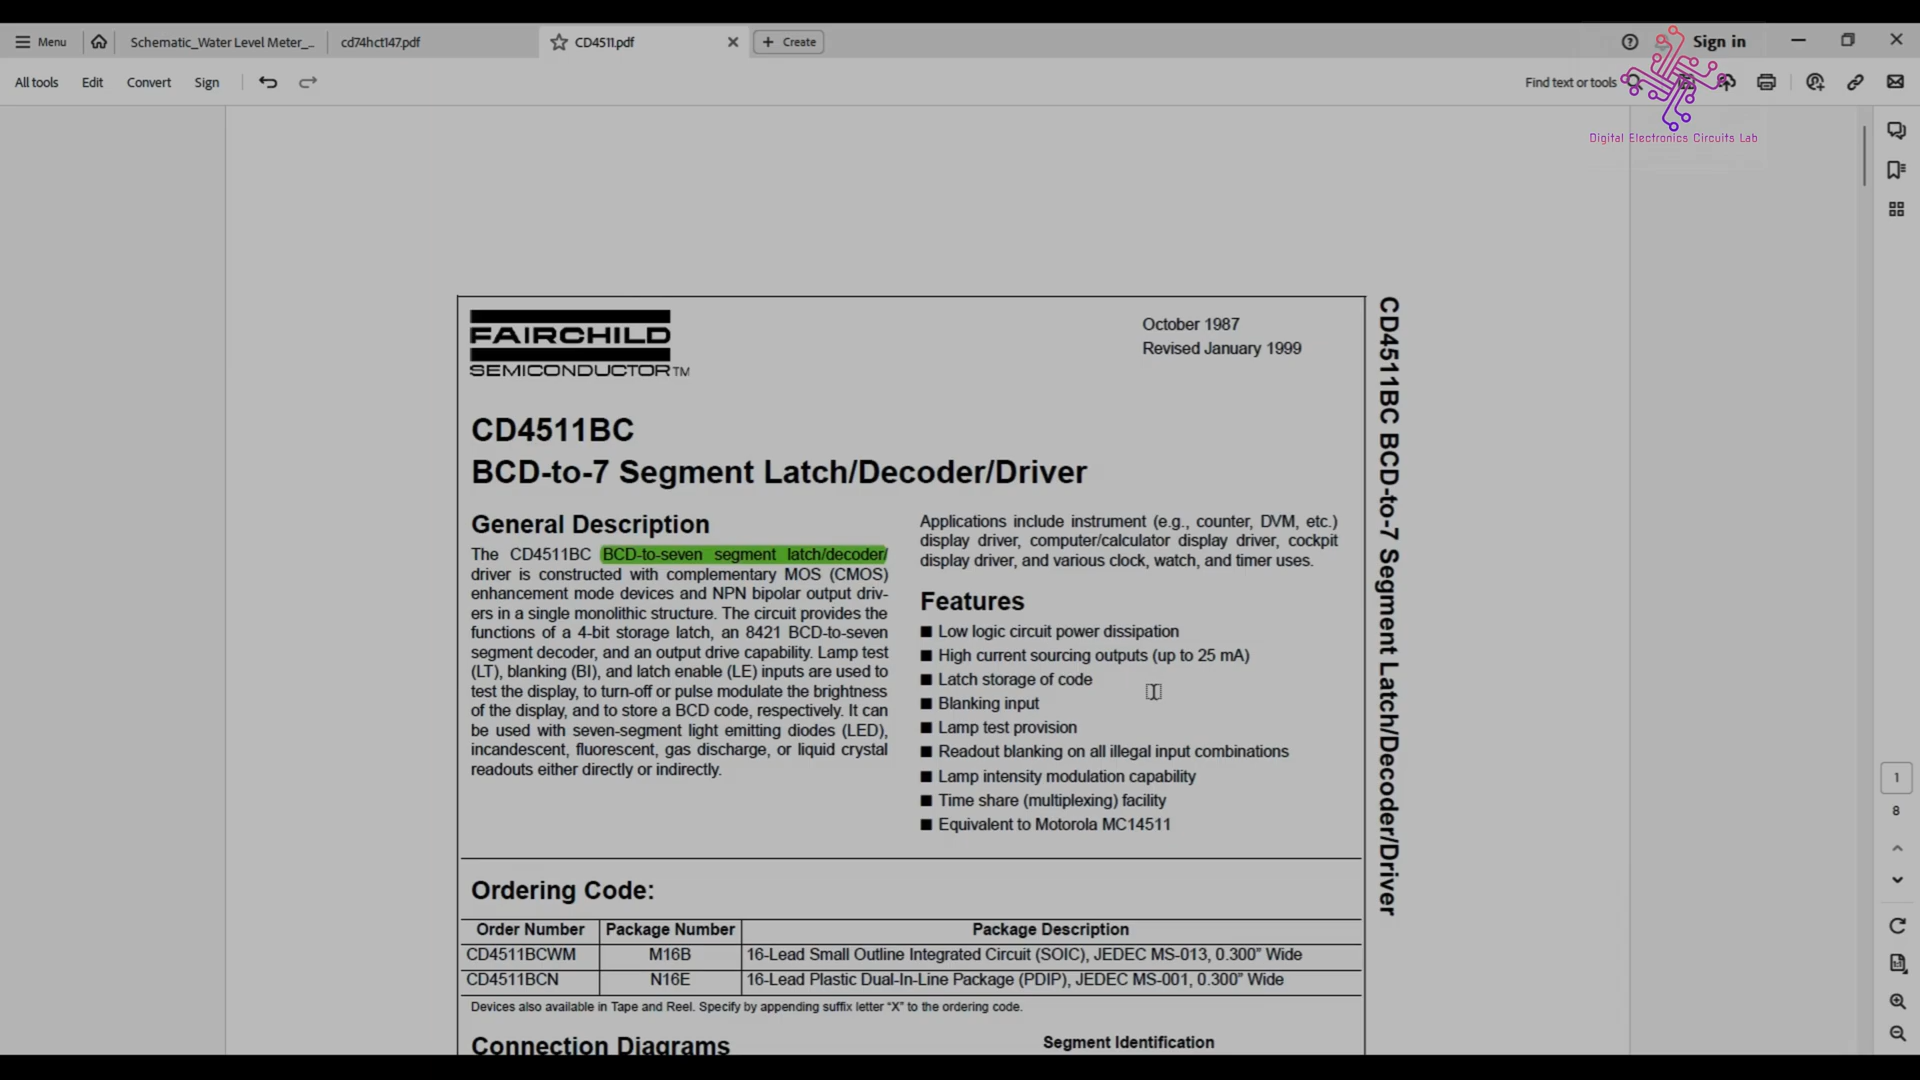 Menu
Schematic_Water Level Meter_...
cd74hct147.pdf
CD4511.pdf
Create
Sign in
All tools
Edit
Convert
Sign
Find text or tools
Digital Electronics Circuits Lab
FAIRCHILD
SEMICONDUCTOR™
October 1987
Revised January 1999
CD4511BC
BCD-to-7 Segment Latch/Decoder/Driver
General Description
The CD4511BC BCD-to-seven segment latch/decoder/
driver is constructed with complementary MOS (CMOS)
enhancement mode devices and NPN bipolar output driv-
ers in a single monolithic structure. The circuit provides the
functions of a 4-bit storage latch, an 8421 BCD-to-seven
segment decoder, and an output drive capability. Lamp test
(LT), blanking (BI), and latch enable (LE) inputs are used to
test the display, to turn-off or pulse modulate the brightness
of the display, and to store a BCD code, respectively. It can
be used with seven-segment light emitting diodes (LED),
incandescent, fluorescent, gas discharge, or liquid crystal
readouts either directly or indirectly.
Applications include instrument (e.g., counter, DVM, etc.)
display driver, computer/calculator display driver, cockpit
display driver, and various clock, watch, and timer uses.
Features
■ Low logic circuit power dissipation
■ High current sourcing outputs (up to 25 mA)
■ Latch storage of code
■ Blanking input
■ Lamp test provision
■ Readout blanking on all illegal input combinations
■ Lamp intensity modulation capability
■ Time share (multiplexing) facility
■ Equivalent to Motorola MC14511
Ordering Code:
Order Number Package Number Package Description
CD4511BCWM M16B 16-Lead Small Outline Integrated Circuit (SOIC), JEDEC MS-013, 0.300” Wide
CD4511BCN N16E 16-Lead Plastic Dual-In-Line Package (PDIP), JEDEC MS-001, 0.300” Wide
Devices also available in Tape and Reel. Specify by appending suffix letter “X” to the ordering code.
Connection Diagrams
Segment Identification
CD4511BC BCD-to-7 Segment Latch/Decoder/Driver
1
8